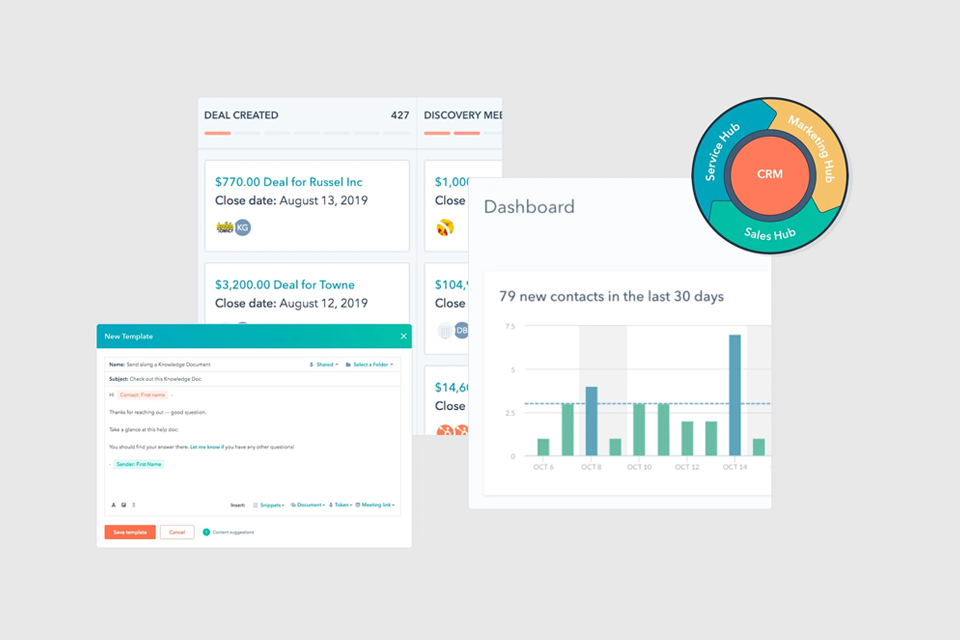 DEAL CREATED 427
DISCOVERY MEE
$770.00 Deal for Russel Inc
Close date: August 13, 2019
KG
$1,000
Close
$3,200.00 Deal for Towne
Close date: August 12, 2019
$104,9
Close
DB
$14,60
Close
New Template
Name: Send along a Knowledge Document
Shared
Select a Folder
Subject: Check out this Knowledge Doc
Hi Contact: First name -
Thanks for reaching out — good question.
Take a glance at this help doc:
You should find your answer there. Let me know if you have any other questions!
- Sender: First Name
Insert: Snippets Document Token Meeting link
Save template
Cancel
Content suggestions
Dashboard
79 new contacts in the last 30 days
7.5
5
2.5
0
OCT 6 OCT 8 OCT 10 OCT 12 OCT 14
Service Hub
Marketing Hub
CRM
Sales Hub